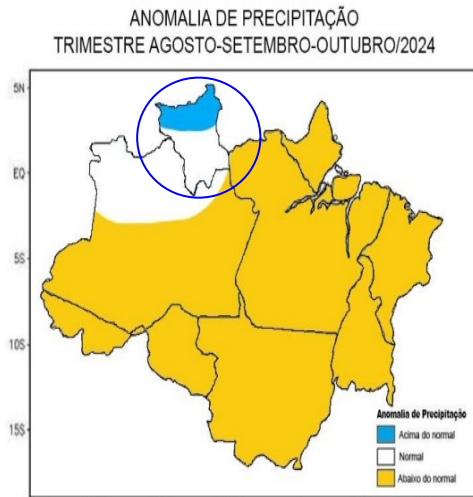 ANOMALIA DE PRECIPITAÇÃO
TRIMESTRE AGOSTO-SETEMBRO-OUTUBRO/2024
5N
EQ
5S
10S
15S
Anomalia de Precipitação
Acima do normal
Normal
Abaixo do normal